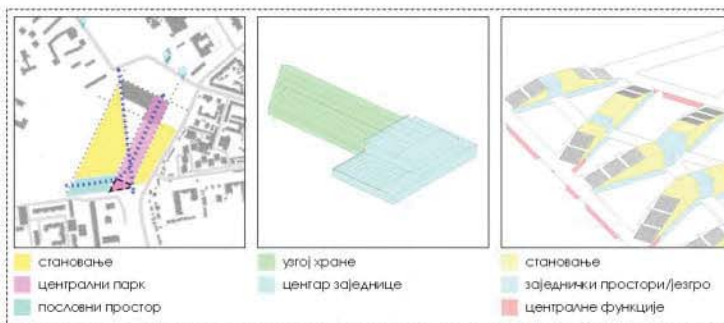 становање
централни парк
пословни простор
узгој хране
центар заједнице
становање
заједнички простори/језгро
централне функције